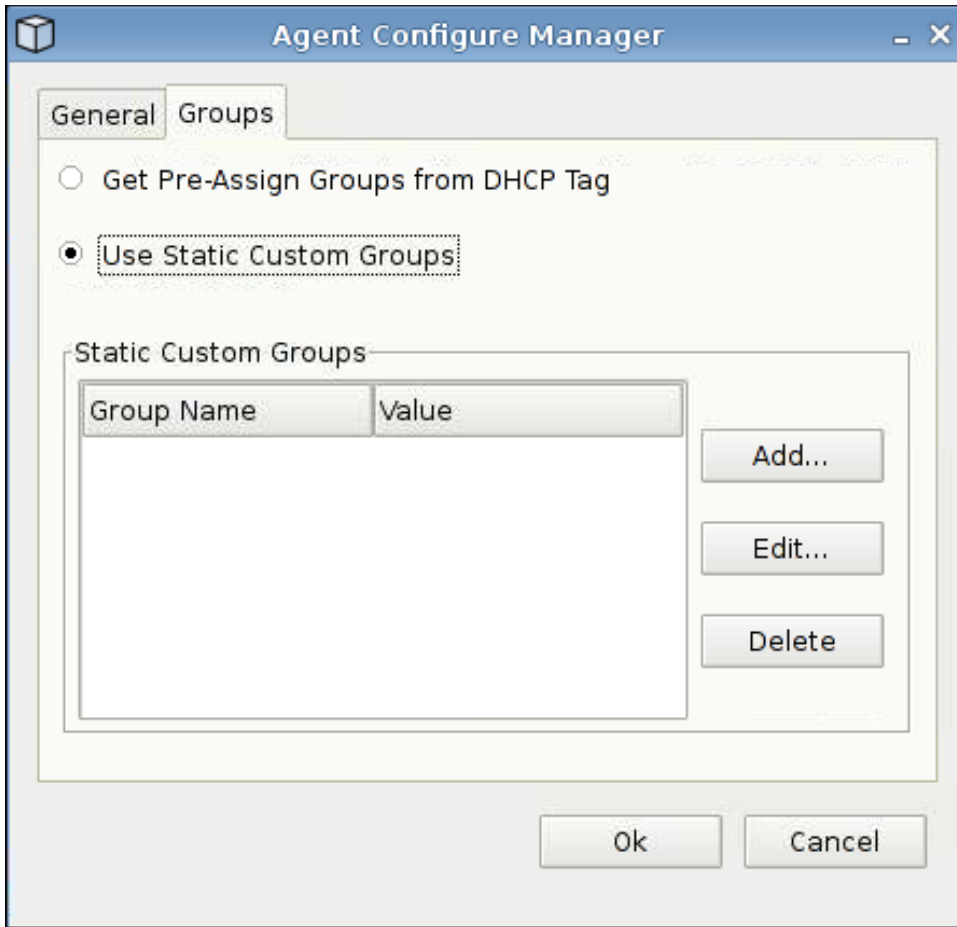 Agent Configure Manager
General Groups
Get Pre-Assign Groups from DHCP Tag
Use Static Custom Groups
Static Custom Groups
Group Name Value
Add...
Edit...
Delete
Ok Cancel